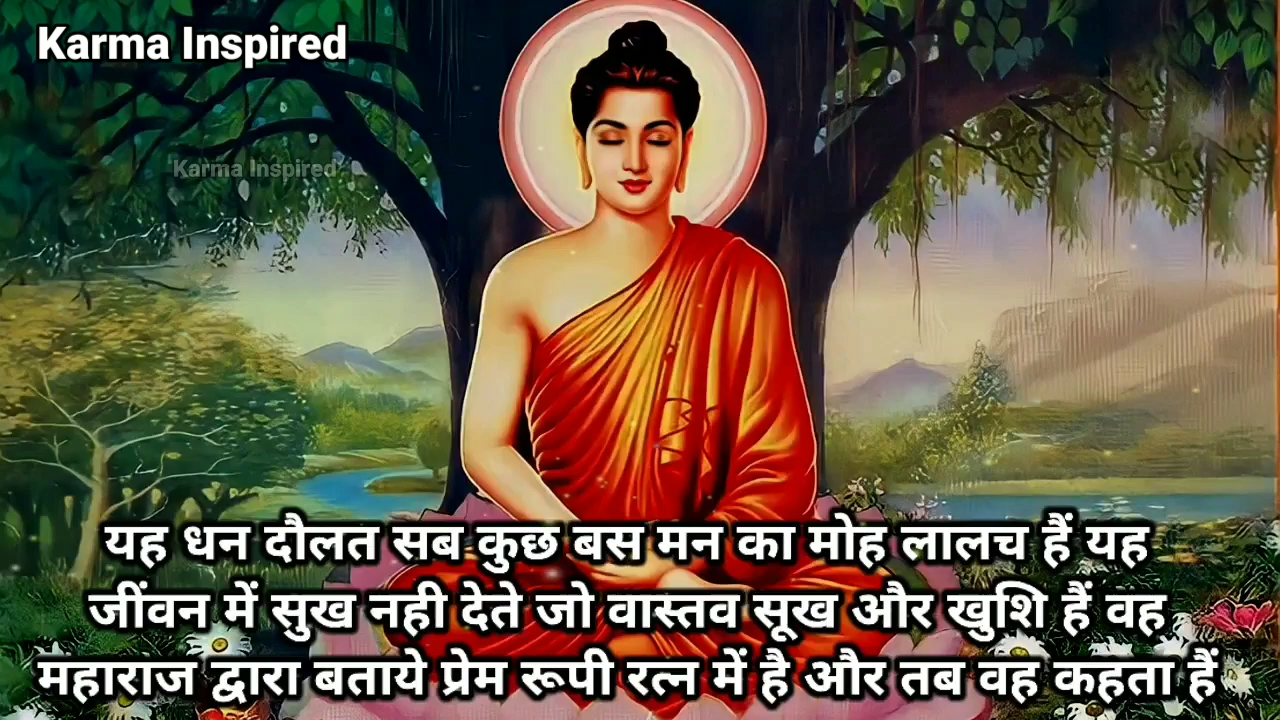 Karma Inspired
Karma Inspired
यह धन दौलत सब कुछ बस मन का मोह लालच हैं यह
जींवन में सुख नही देते जो वास्तव सूख और खुशि हैं वह
महाराज द्वारा बताये प्रेम रूपी रत्न में है और तब वह कहता हैं